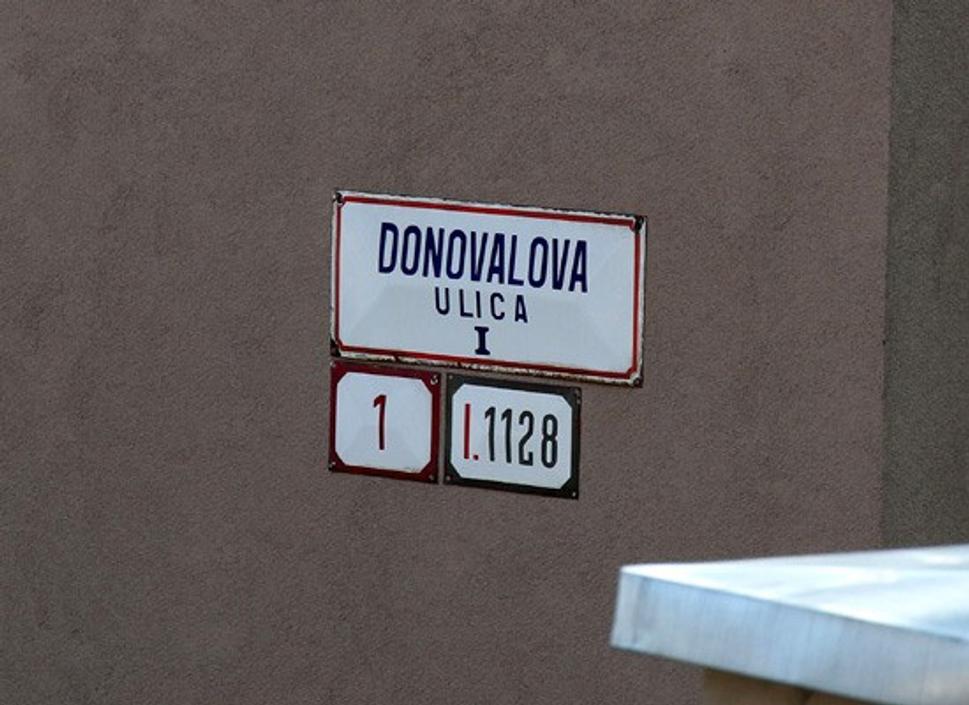 DONOVALOVA
ULICA
I
1
I.1128